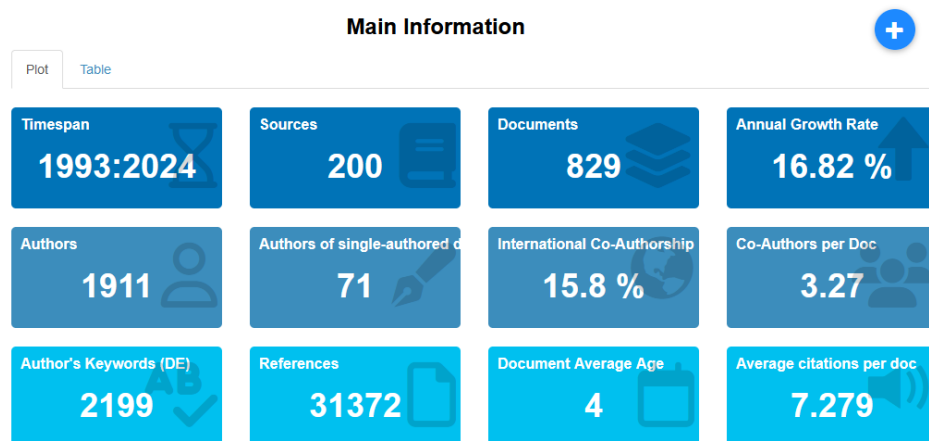 Main Information
Plot
Table
Timespan
1993:2024
Sources
200
Documents
829
Annual Growth Rate
16.82 %
Authors
1911
Authors of single-authored d
71
International Co-Authorship
15.8 %
Co-Authors per Doc
3.27
Author's Keywords (DE)
2199
References
31372
Document Average Age
4
Average citations per doc
7.279